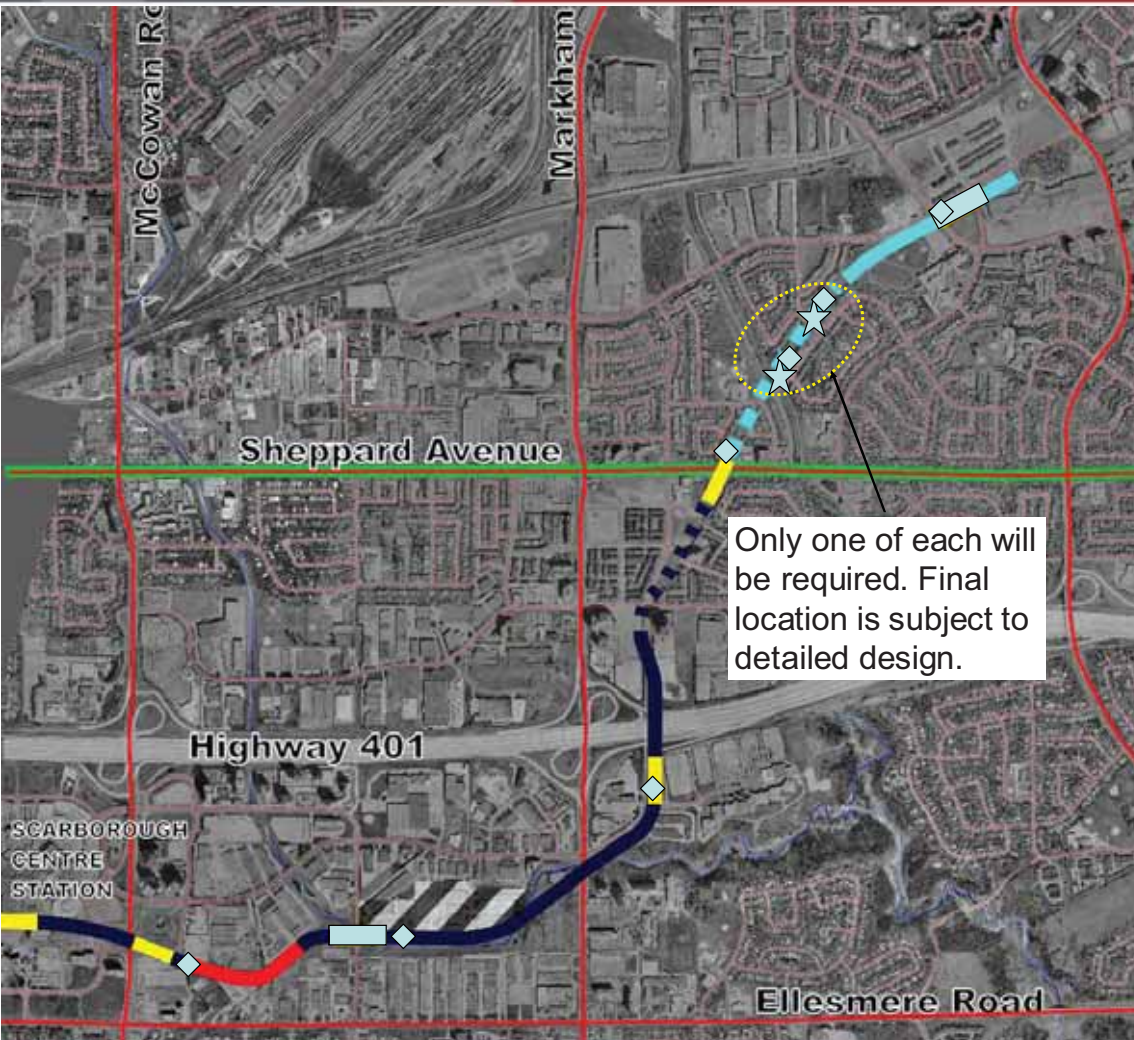 McCowan Ro
Markham
Sheppard Avenue
Only one of each will
be required. Final
location is subject to
detailed design.
Highway 401
SCARBOROUGH
CENTRE
STATION
Ellesmere Road